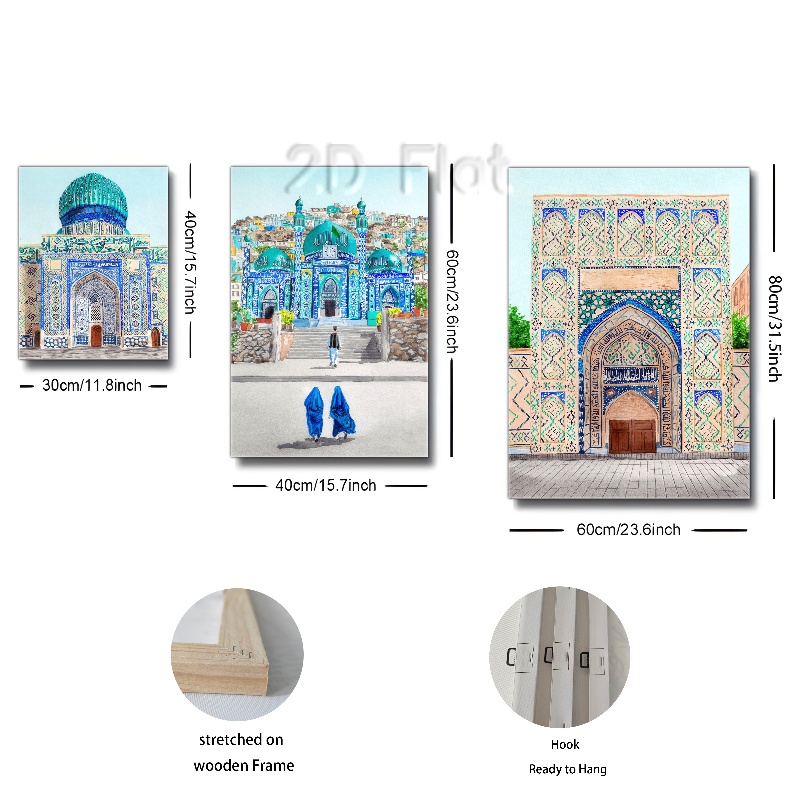 2D Flat
40cm/15.7inch
30cm/11.8inch
60cm/23.6inch
40cm/15.7inch
80cm/31.5inch
60cm/23.6inch
stretched on
wooden Frame
Hook
Ready to Hang